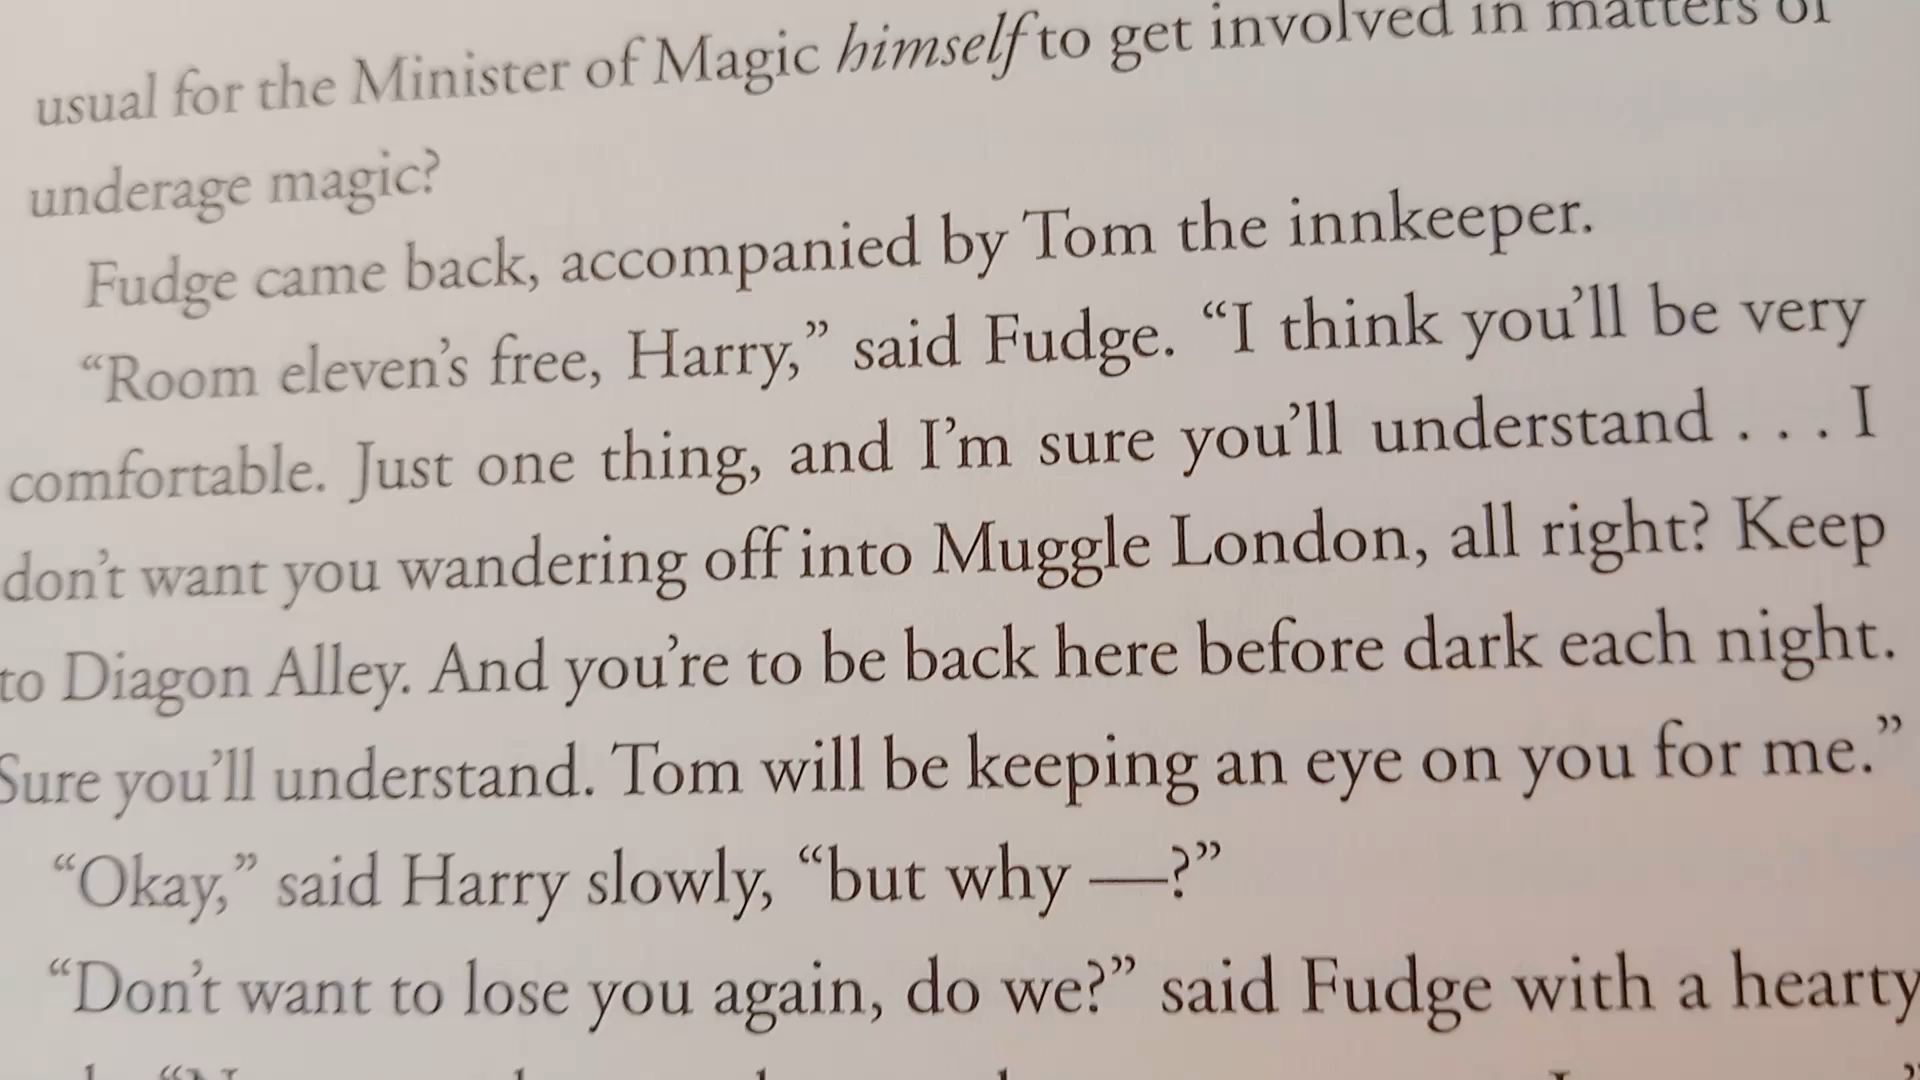 usual for the Minister of Magic himself to get involved in matters of
underage magic?
Fudge came back, accompanied by Tom the innkeeper.
“Room eleven’s free, Harry,” said Fudge. “I think you’ll be very
comfortable. Just one thing, and I’m sure you’ll understand . . . I
don’t want you wandering off into Muggle London, all right? Keep
to Diagon Alley. And you’re to be back here before dark each night.
Sure you’ll understand. Tom will be keeping an eye on you for me.”
“Okay,” said Harry slowly, “but why —?”
“Don’t want to lose you again, do we?” said Fudge with a hearty